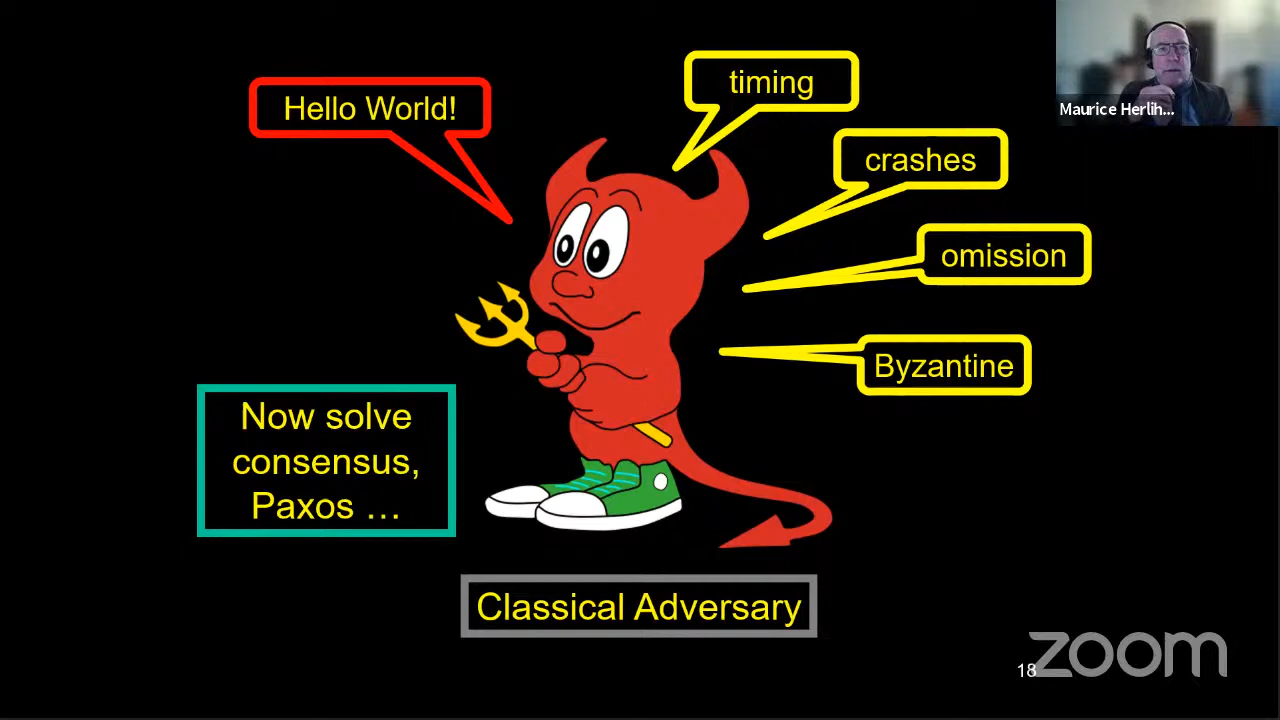 Hello World!
timing
crashes
omission
Byzantine
Now solve
consensus,
Paxos …
Classical Adversary
Maurice Herlih...
18
zoom